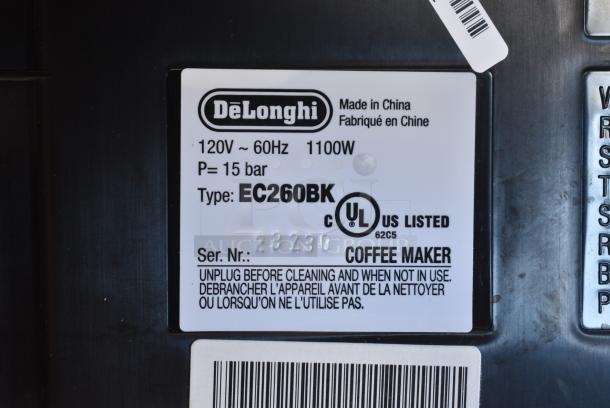 DeLonghi
Made in China
Fabriqué en Chine
120V ~ 60Hz 1100W
P= 15 bar
Type: EC260BK
C UL US LISTED
62C5
Ser. Nr.: 23230 COFFEE MAKER
UNPLUG BEFORE CLEANING AND WHEN NOT IN USE.
DEBRANCHER L'APPAREIL AVANT DE LA NETTOYER
OU LORSQU'ON NE L'UTILISE PAS.